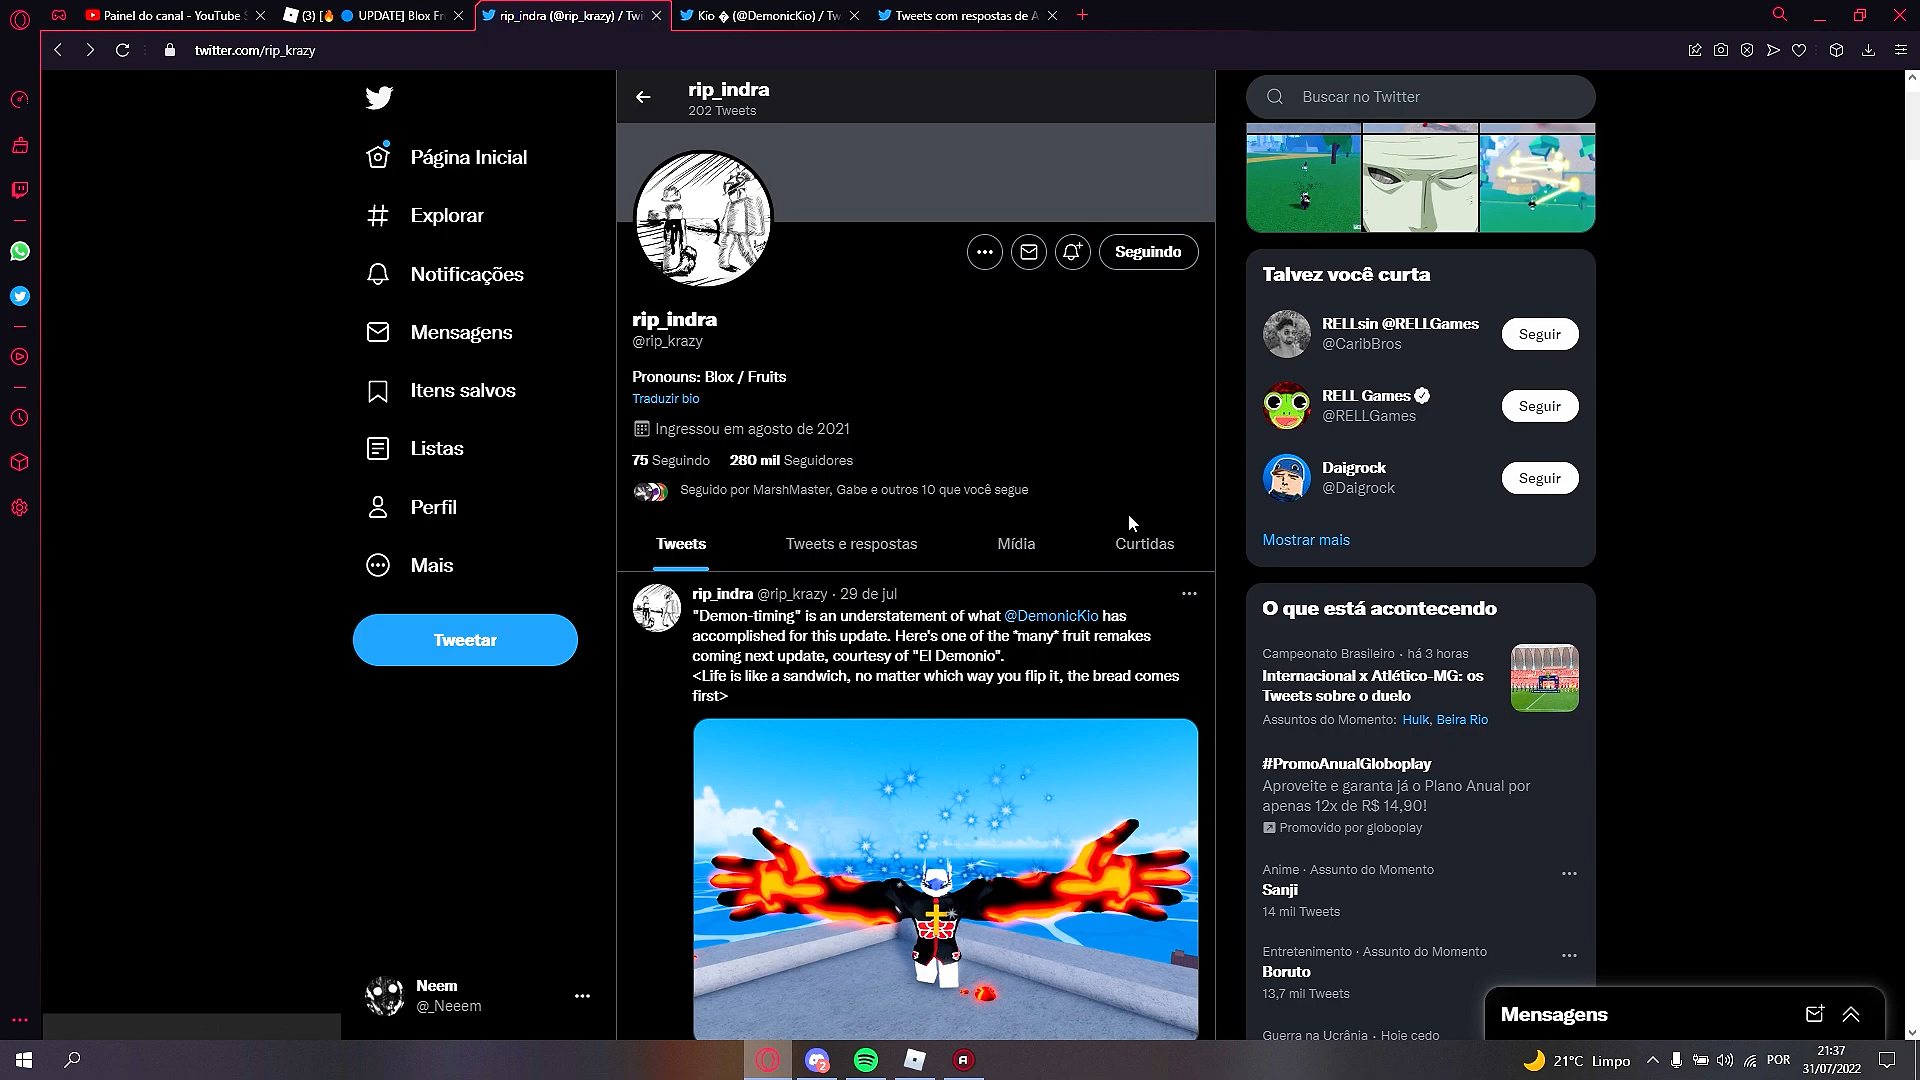 Painel do canal - YouTube S
(3) [🔥 🔵 UPDATE] Blox Fr
rip_indra (@rip_krazy) / Twi
Kio � (@DemonicKio) / Tw
Tweets com respostas de A
twitter.com/rip_krazy
Página Inicial
Explorar
Notificações
Mensagens
Itens salvos
Listas
Perfil
Mais
Tweetar
Neem
@_Neeem
rip_indra
202 Tweets
Seguindo
rip_indra
@rip_krazy
Pronouns: Blox / Fruits
Traduzir bio
Ingressou em agosto de 2021
75 Seguindo 280 mil Seguidores
Seguido por MarshMaster, Gabe e outros 10 que você segue
Tweets Tweets e respostas Mídia Curtidas
rip_indra @rip_krazy · 29 de jul
"Demon-timing" is an understatement of what @DemonicKio has
accomplished for this update. Here's one of the *many* fruit remakes
coming next update, courtesy of "El Demonio".
<Life is like a sandwich, no matter which way you flip it, the bread comes
first>
Buscar no Twitter
Talvez você curta
RELLsin @RELLGames
@CaribBros
Seguir
RELL Games
@RELLGames
Seguir
Daigrock
@Daigrock
Seguir
Mostrar mais
O que está acontecendo
Campeonato Brasileiro · há 3 horas
Internacional x Atlético-MG: os
Tweets sobre o duelo
Assuntos do Momento: Hulk, Beira Rio
#PromoAnualGloboplay
Aproveite e garanta já o Plano Anual por
apenas 12x de R$ 14,90!
Promovido por globoplay
Anime · Assunto do Momento
Sanji
14 mil Tweets
Entretenimento · Assunto do Momento
Boruto
13,7 mil Tweets
Guerra na Ucrânia · Hoje cedo
Mensagens
2
21°C Limpo
POR
21:37
31/07/2022